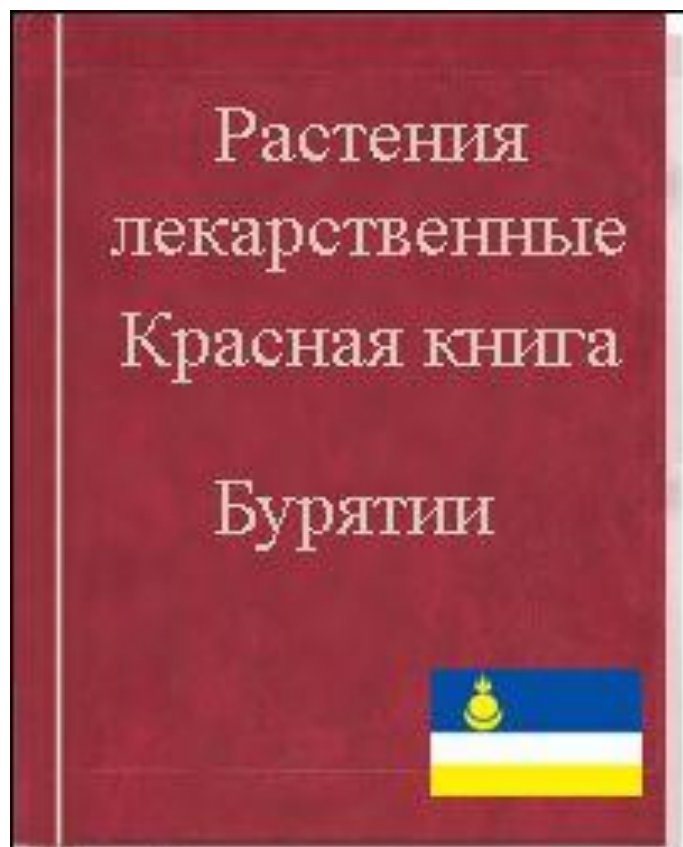 Растения
лекарственные
Красная книга
Бурятии